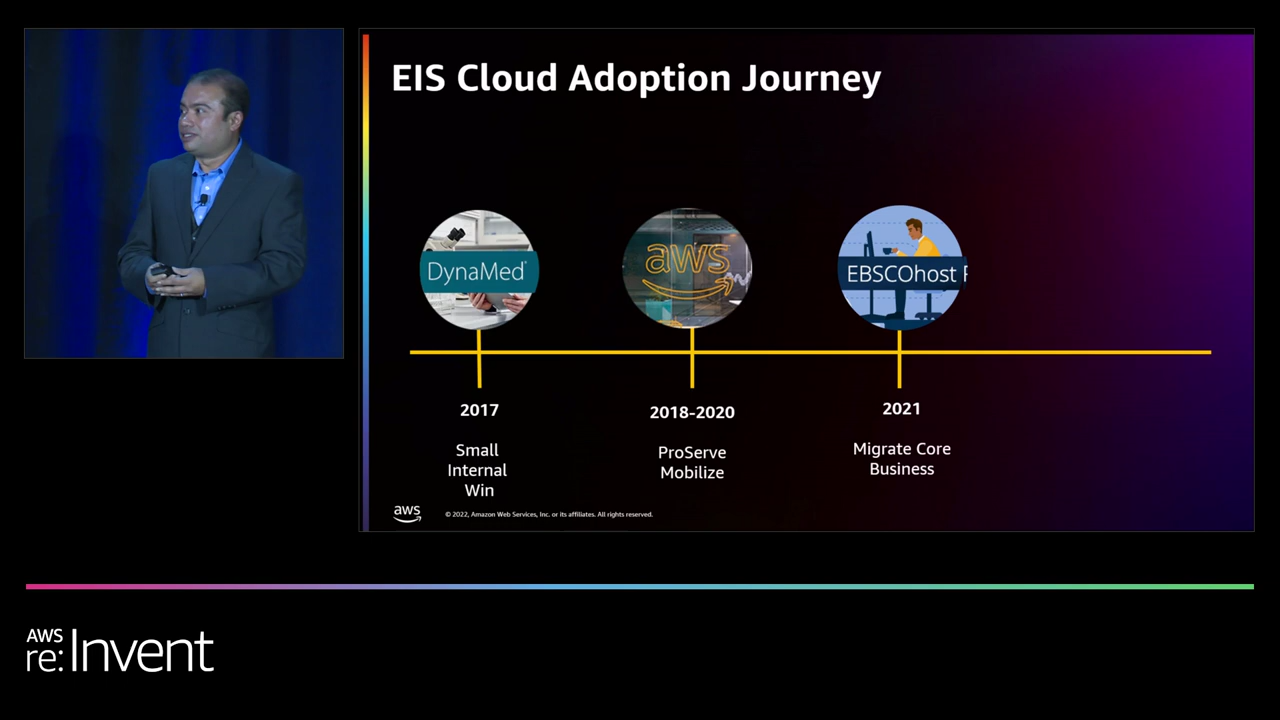 EIS Cloud Adoption Journey
DynaMed
aws
EBSCOhost
2017
2018-2020
2021
Small
Internal
Win
ProServe
Mobilize
Migrate Core
Business
aws
© 2022, Amazon Web Services, Inc. or its affiliates. All rights reserved.
AWS
re:Invent